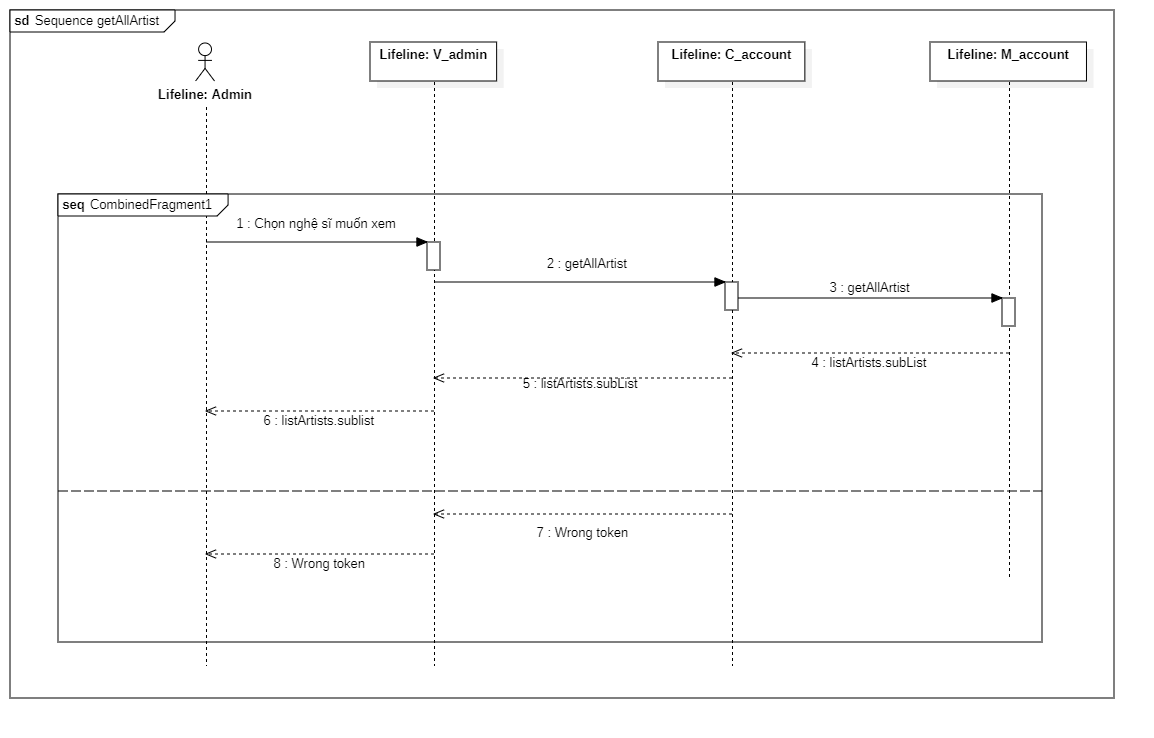 sd Sequence getAllArtist
Lifeline: Admin
Lifeline: V_admin
Lifeline: C_account
Lifeline: M_account
seq CombinedFragment1
1 : Chọn nghệ sĩ muốn xem
2 : getAllArtist
3 : getAllArtist
4 : listArtists.subList
5 : listArtists.subList
6 : listArtists.sublist
7 : Wrong token
8 : Wrong token